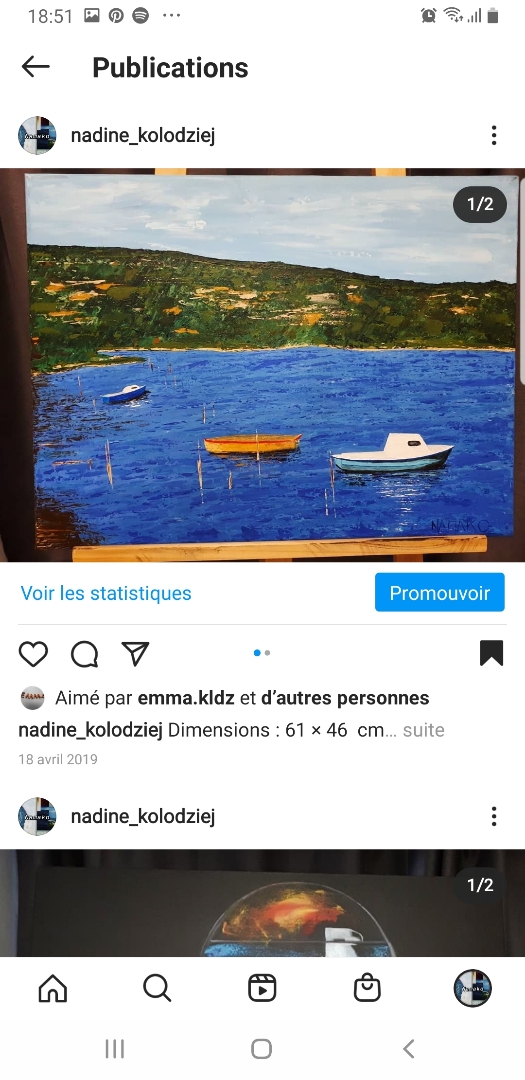 18:51
Publications
nadine_kolodziej
1/2
Voir les statistiques
Promouvoir
Aimé par emma.kldz et d'autres personnes
nadine_kolodziej Dimensions : 61 × 46 cm... suite
18 avril 2019
nadine_kolodziej
1/2